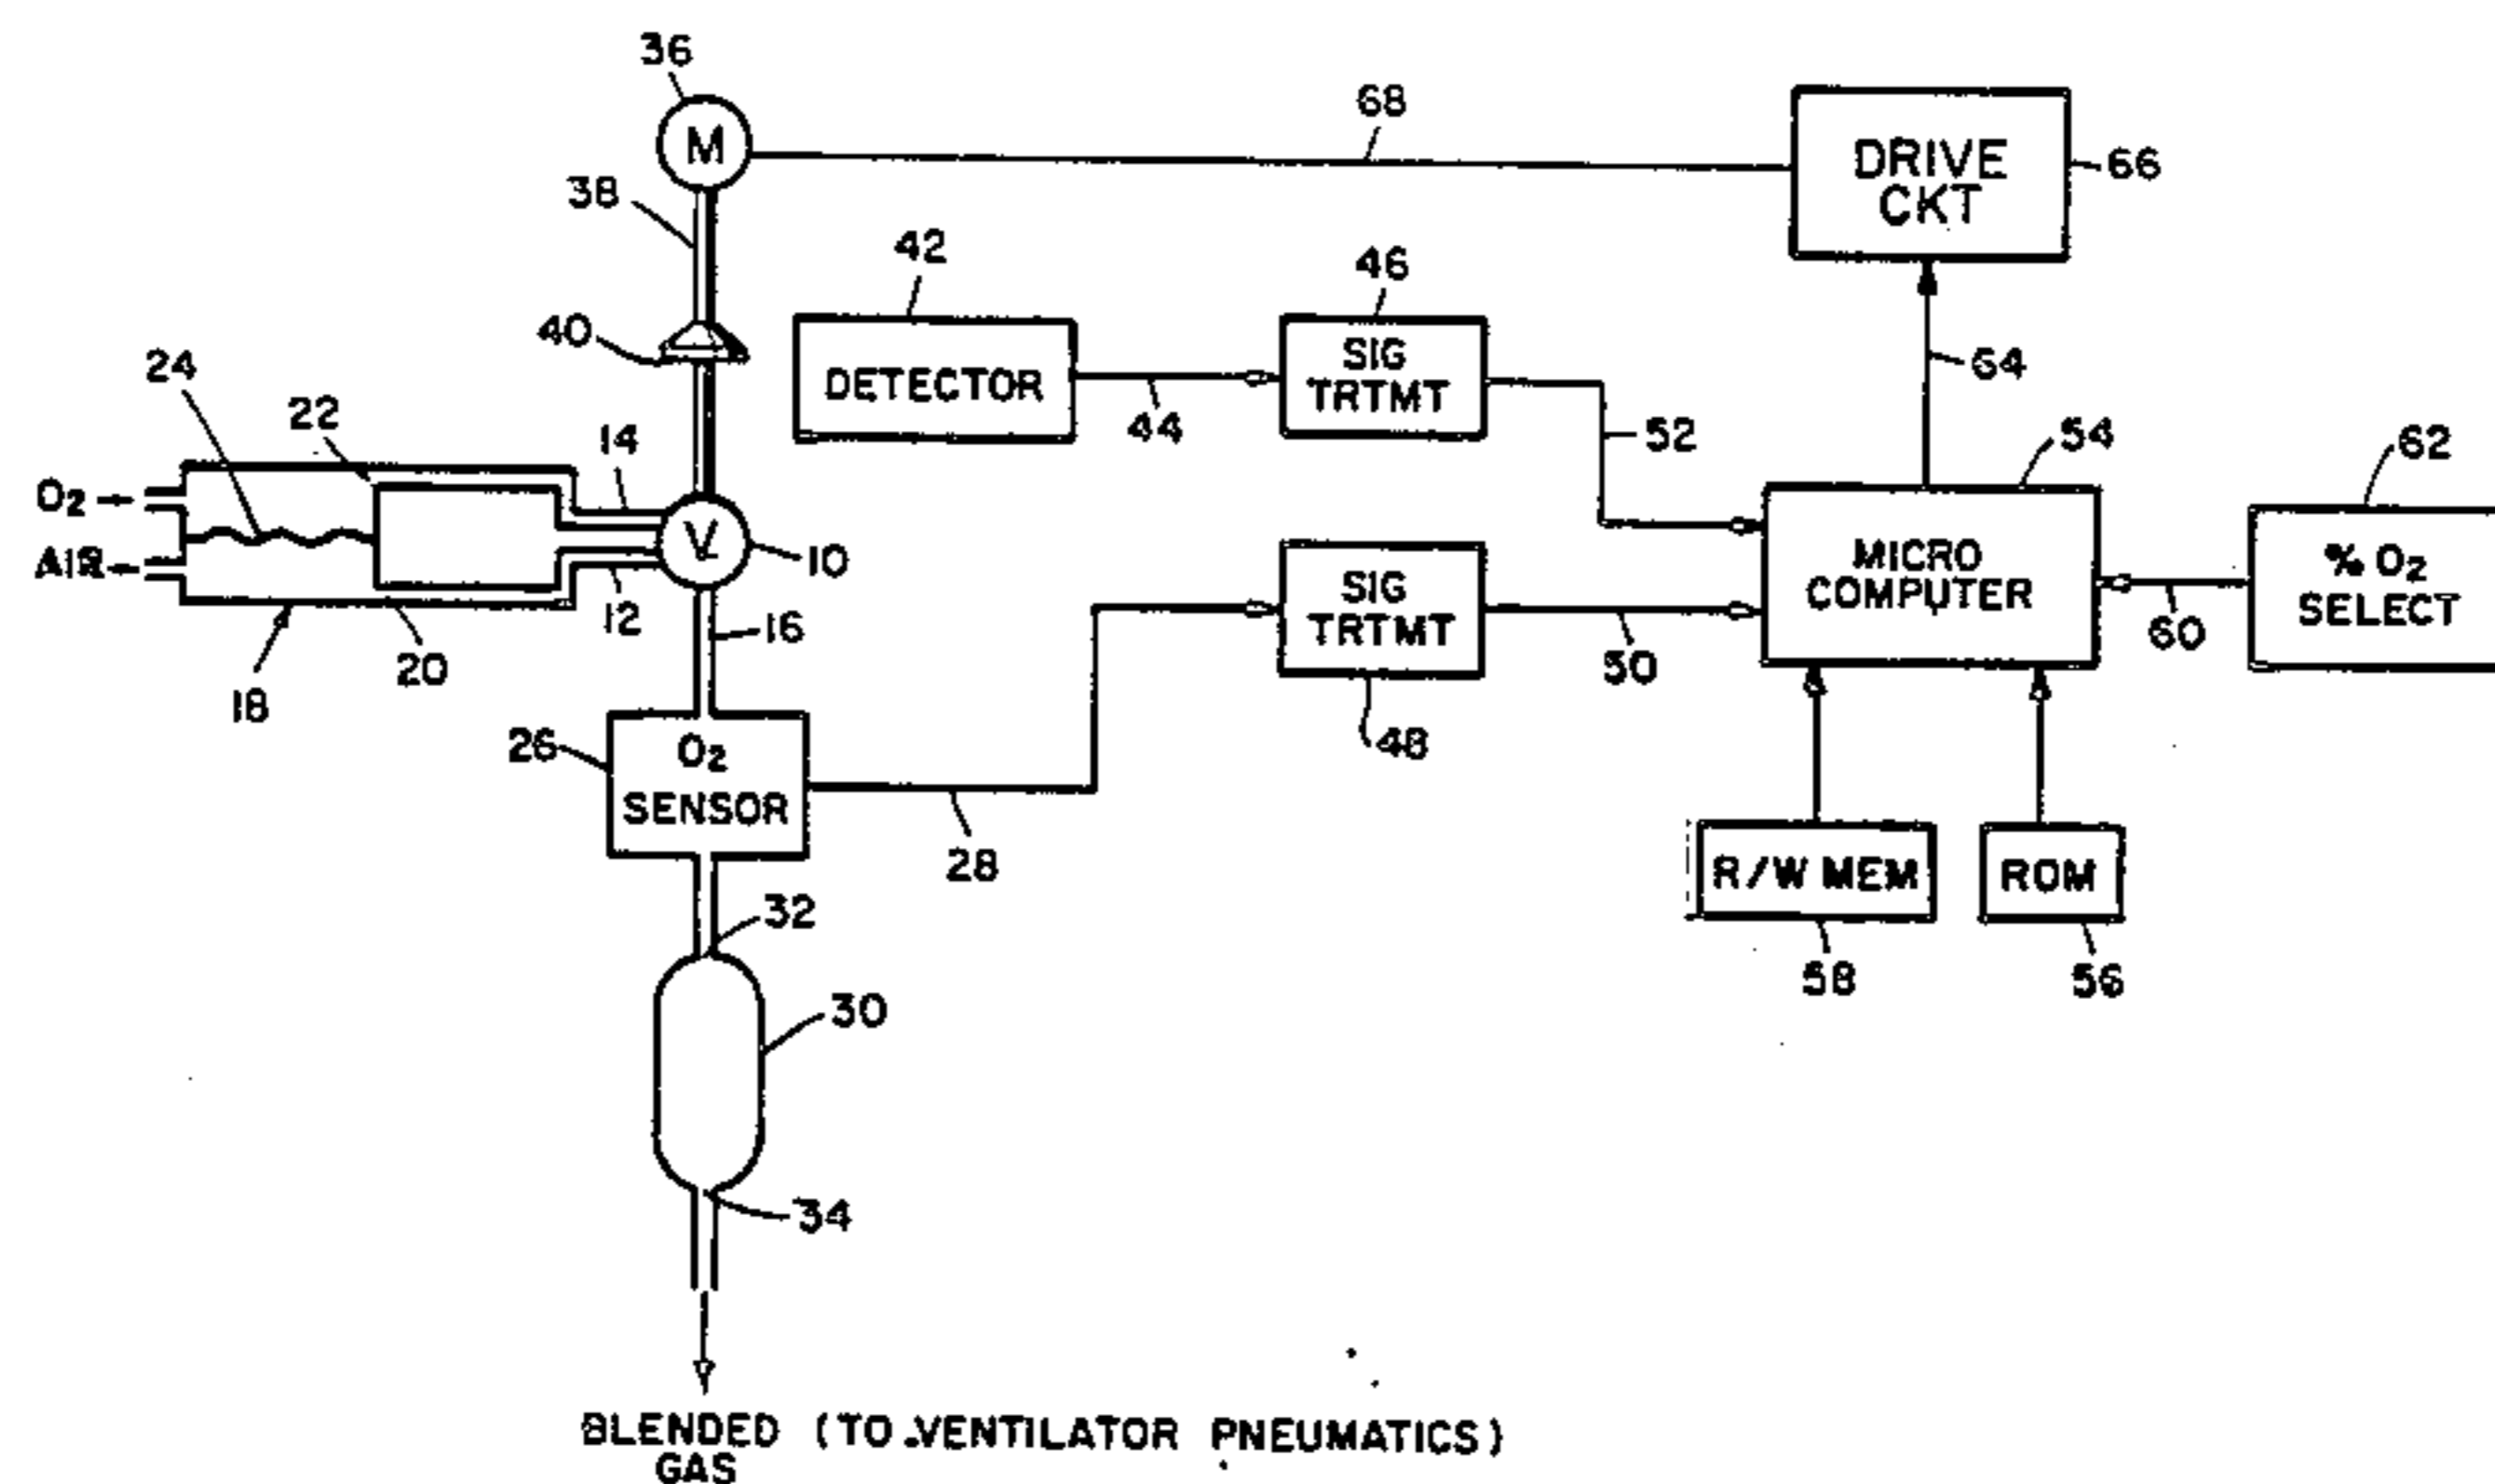 36
M
68
DRIVE
CKT
66
38
42
46
40
DETECTOR
44
SIG
TRTMT
52
64
54
62
24
22
14
O2
AIR
V
10
12
16
18
20
SIG
TRTMT
48
50
MICRO
COMPUTER
60
% O2
SELECT
26
O2
SENSOR
28
R/W MEM
ROM
58
56
32
30
34
BLENDED (TO VENTILATOR PNEUMATICS)
GAS